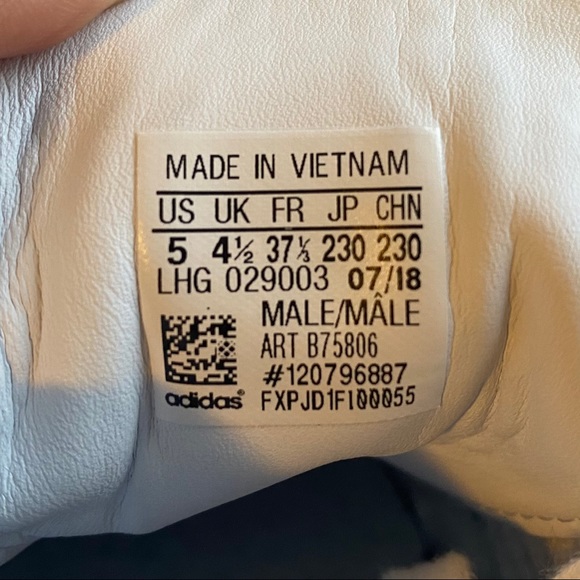 MADE IN VIETNAM
US UK FR JP CHN
5 4½ 37⅓ 230 230
LHG 029003 07/18
MALE/MÂLE
ART B75806
#120796887
adidas® FXPJD1FI00055